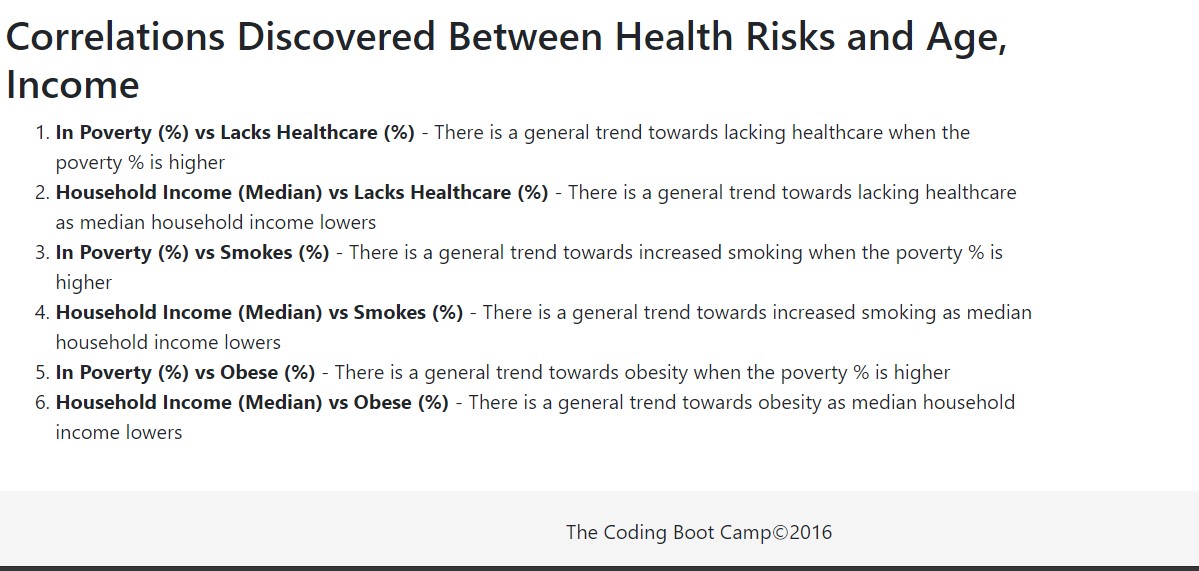 Correlations Discovered Between Health Risks and Age,
Income
1. In Poverty (%) vs Lacks Healthcare (%) - There is a general trend towards lacking healthcare when the
poverty % is higher
2. Household Income (Median) vs Lacks Healthcare (%) - There is a general trend towards lacking healthcare
as median household income lowers
3. In Poverty (%) vs Smokes (%) - There is a general trend towards increased smoking when the poverty % is
higher
4. Household Income (Median) vs Smokes (%) - There is a general trend towards increased smoking as median
household income lowers
5. In Poverty (%) vs Obese (%) - There is a general trend towards obesity when the poverty % is higher
6. Household Income (Median) vs Obese (%) - There is a general trend towards obesity as median household
income lowers
The Coding Boot Camp©2016